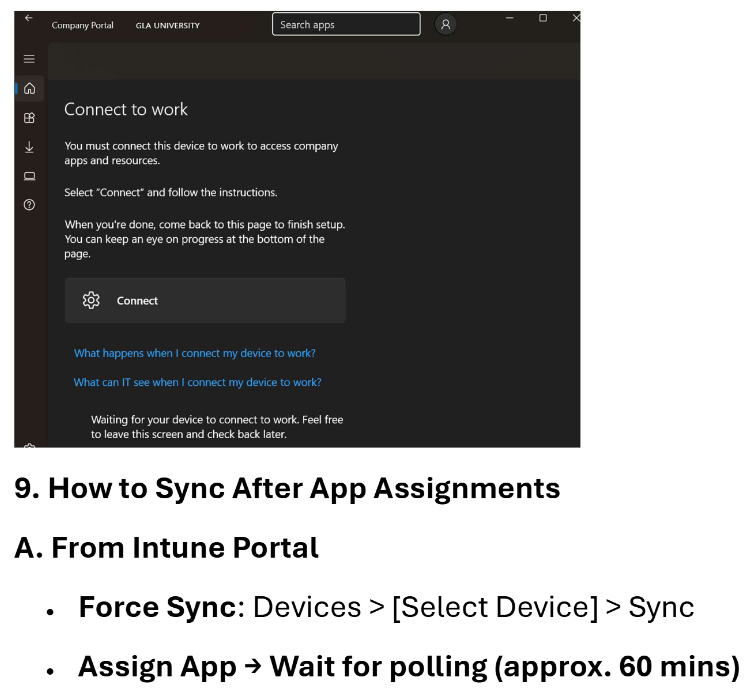 Company Portal GLA UNIVERSITY Search apps
Connect to work
You must connect this device to work to access company
apps and resources.
Select "Connect" and follow the instructions.
When you're done, come back to this page to finish setup.
You can keep an eye on progress at the bottom of the
page.
Connect
What happens when I connect my device to work?
What can IT see when I connect my device to work?
Waiting for your device to connect to work. Feel free
to leave this screen and check back later.
9. How to Sync After App Assignments
A. From Intune Portal
• Force Sync: Devices > [Select Device] > Sync
• Assign App → Wait for polling (approx. 60 mins)